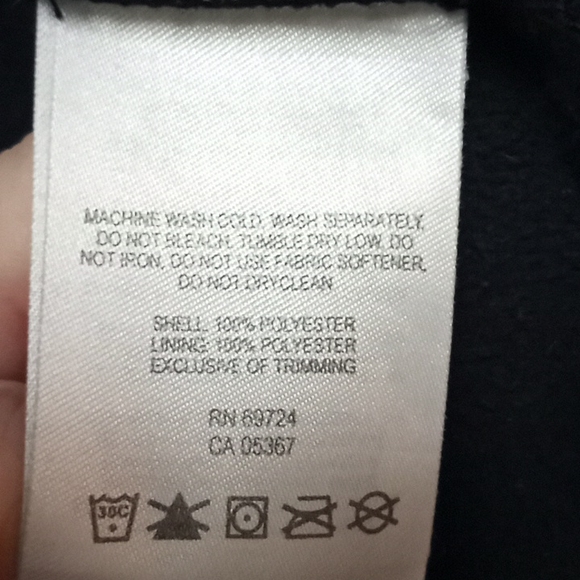 MACHINE WASH COLD, WASH SEPARATELY,
DO NOT BLEACH, TUMBLE DRY LOW, DO
NOT IRON, DO NOT USE FABRIC SOFTENER,
DO NOT DRYCLEAN
SHELL: 100% POLYESTER
LINING: 100% POLYESTER
EXCLUSIVE OF TRIMMING
RN 69724
CA 05367
30C